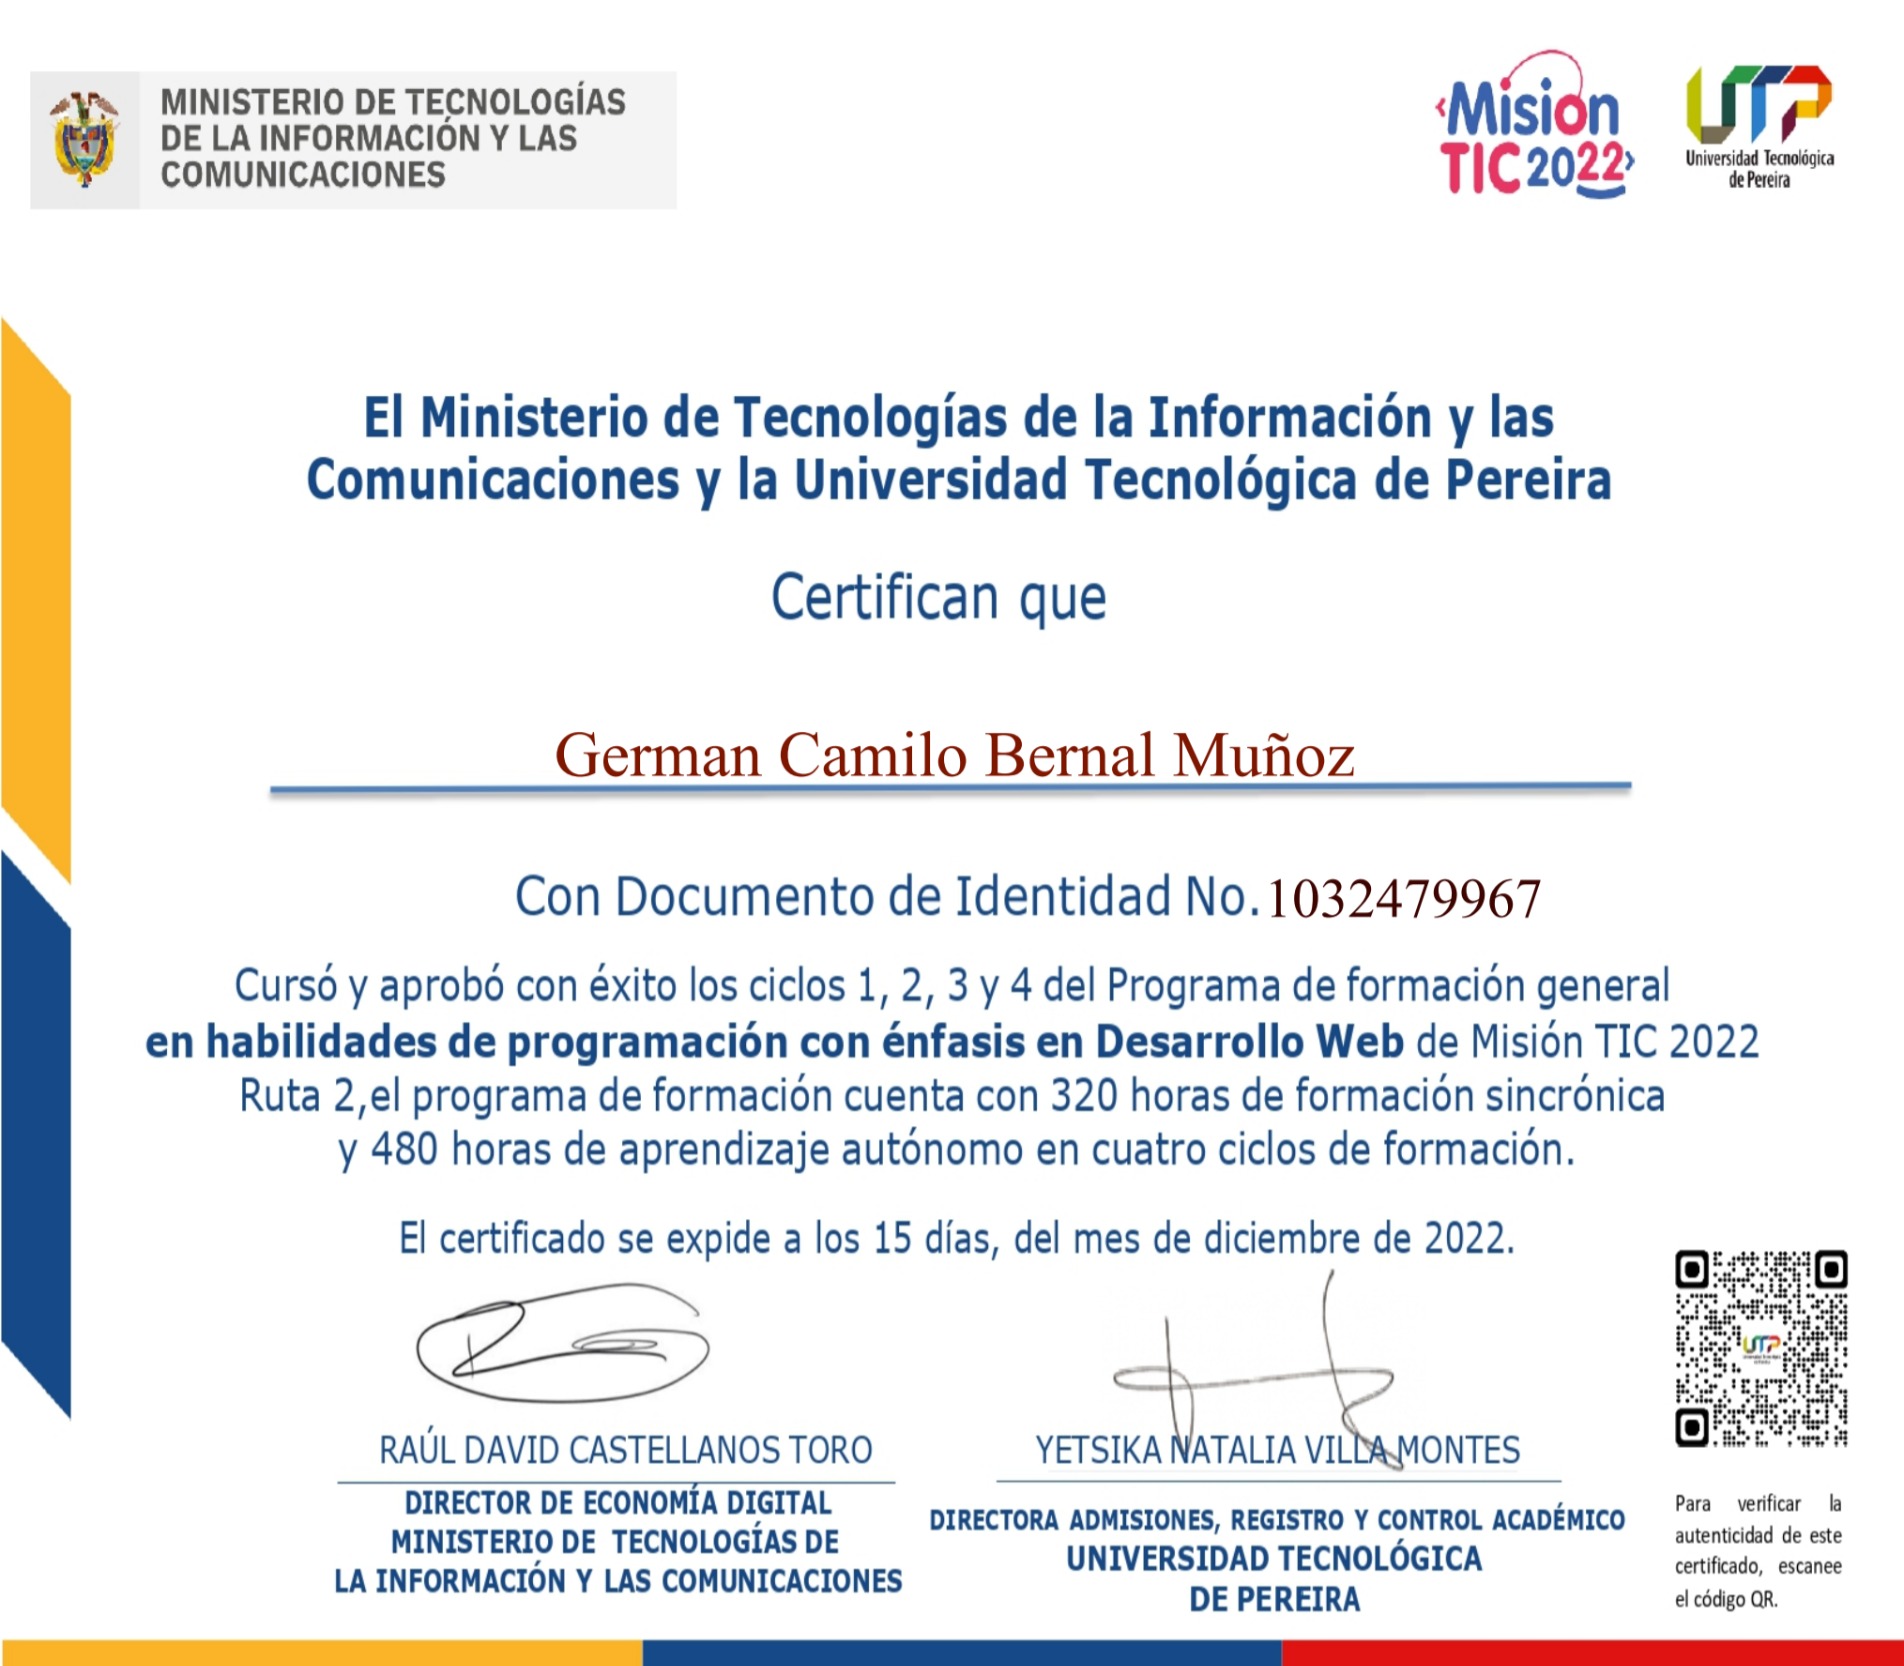 MINISTERIO DE TECNOLOGÍAS
DE LA INFORMACIÓN Y LAS
COMUNICACIONES
‹Misión
TIC 2022›
UTP
Universidad Tecnológica
de Pereira
El Ministerio de Tecnologías de la Información y las
Comunicaciones y la Universidad Tecnológica de Pereira
Certifican que
German Camilo Bernal Muñoz
Con Documento de Identidad No. 1032479967
Cursó y aprobó con éxito los ciclos 1, 2, 3 y 4 del Programa de formación general
en habilidades de programación con énfasis en Desarrollo Web de Misión TIC 2022
Ruta 2,el programa de formación cuenta con 320 horas de formación sincrónica
y 480 horas de aprendizaje autónomo en cuatro ciclos de formación.
El certificado se expide a los 15 días, del mes de diciembre de 2022.
RAÚL DAVID CASTELLANOS TORO
DIRECTOR DE ECONOMÍA DIGITAL
MINISTERIO DE TECNOLOGÍAS DE
LA INFORMACIÓN Y LAS COMUNICACIONES
YETSIKA NATALIA VILLA MONTES
DIRECTORA ADMISIONES, REGISTRO Y CONTROL ACADÉMICO
UNIVERSIDAD TECNOLÓGICA
DE PEREIRA
UTP
Para verificar la
autenticidad de este
certificado, escanee
el código QR.